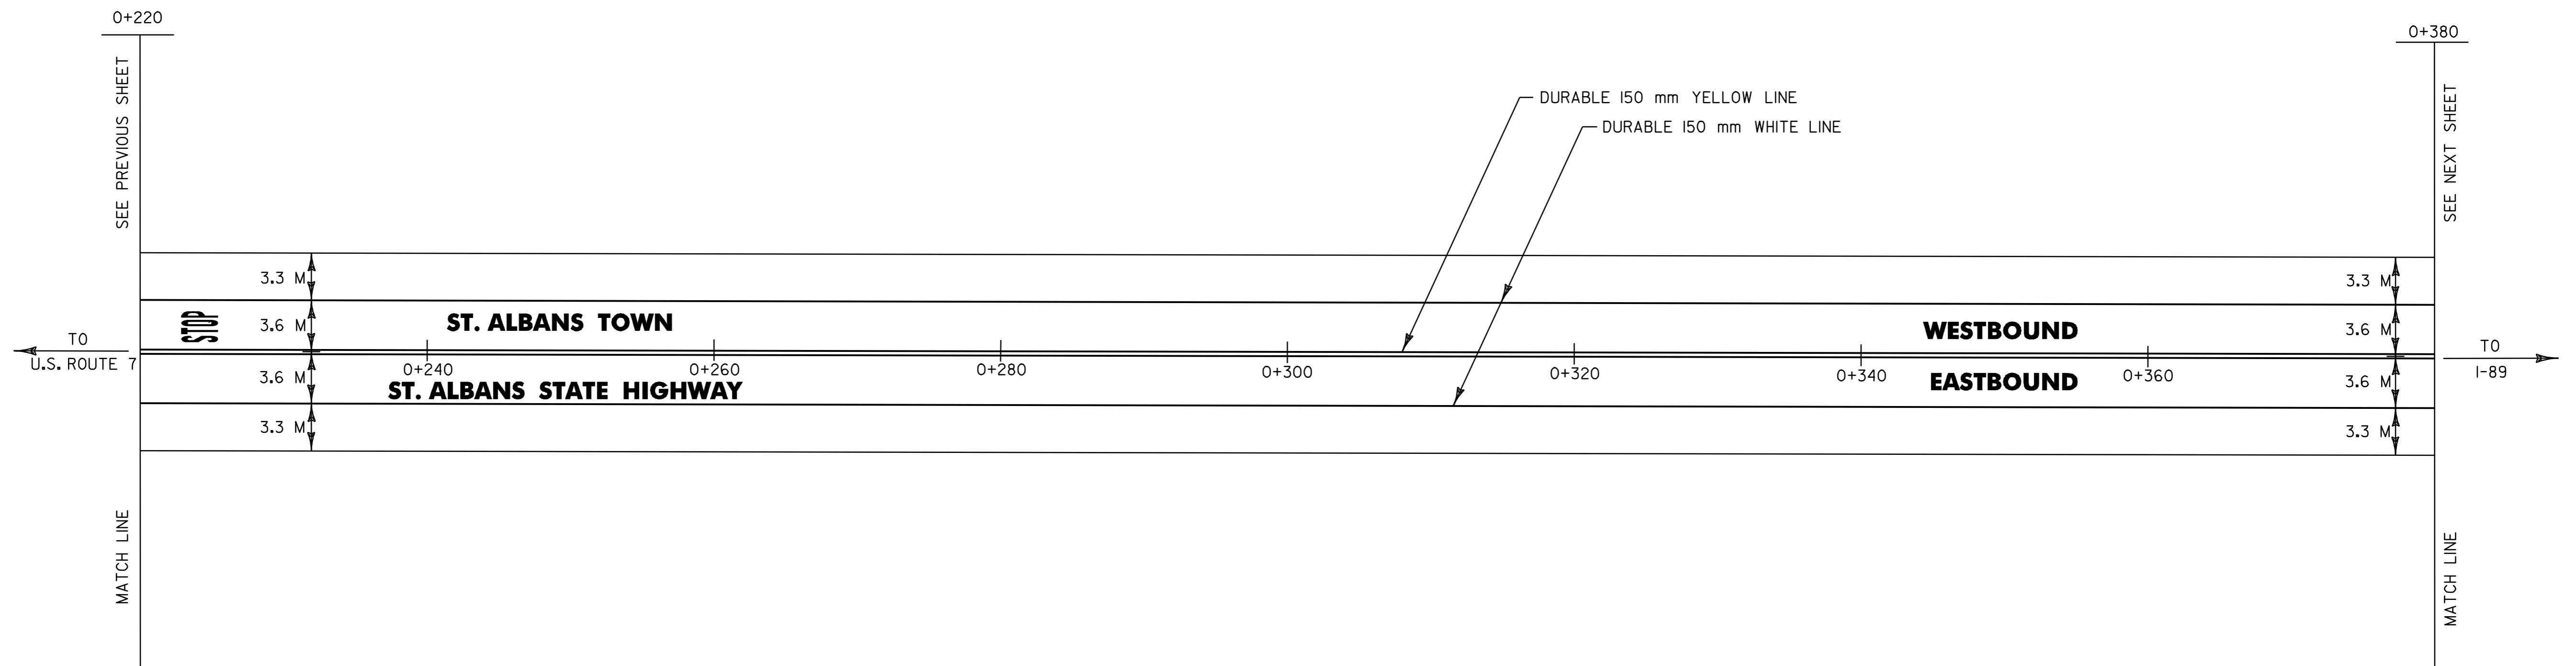 0+220
0+380
SEE PREVIOUS SHEET
SEE NEXT SHEET
DURABLE 150 mm YELLOW LINE
DURABLE 150 mm WHITE LINE
3.3 M
3.3 M
STOP
3.6 M
ST. ALBANS TOWN
WESTBOUND
3.6 M
TO
U.S. ROUTE 7
TO
I-89
0+240
0+260
0+280
0+300
0+320
0+340
0+360
3.6 M
ST. ALBANS STATE HIGHWAY
EASTBOUND
3.6 M
3.3 M
3.3 M
MATCH LINE
MATCH LINE